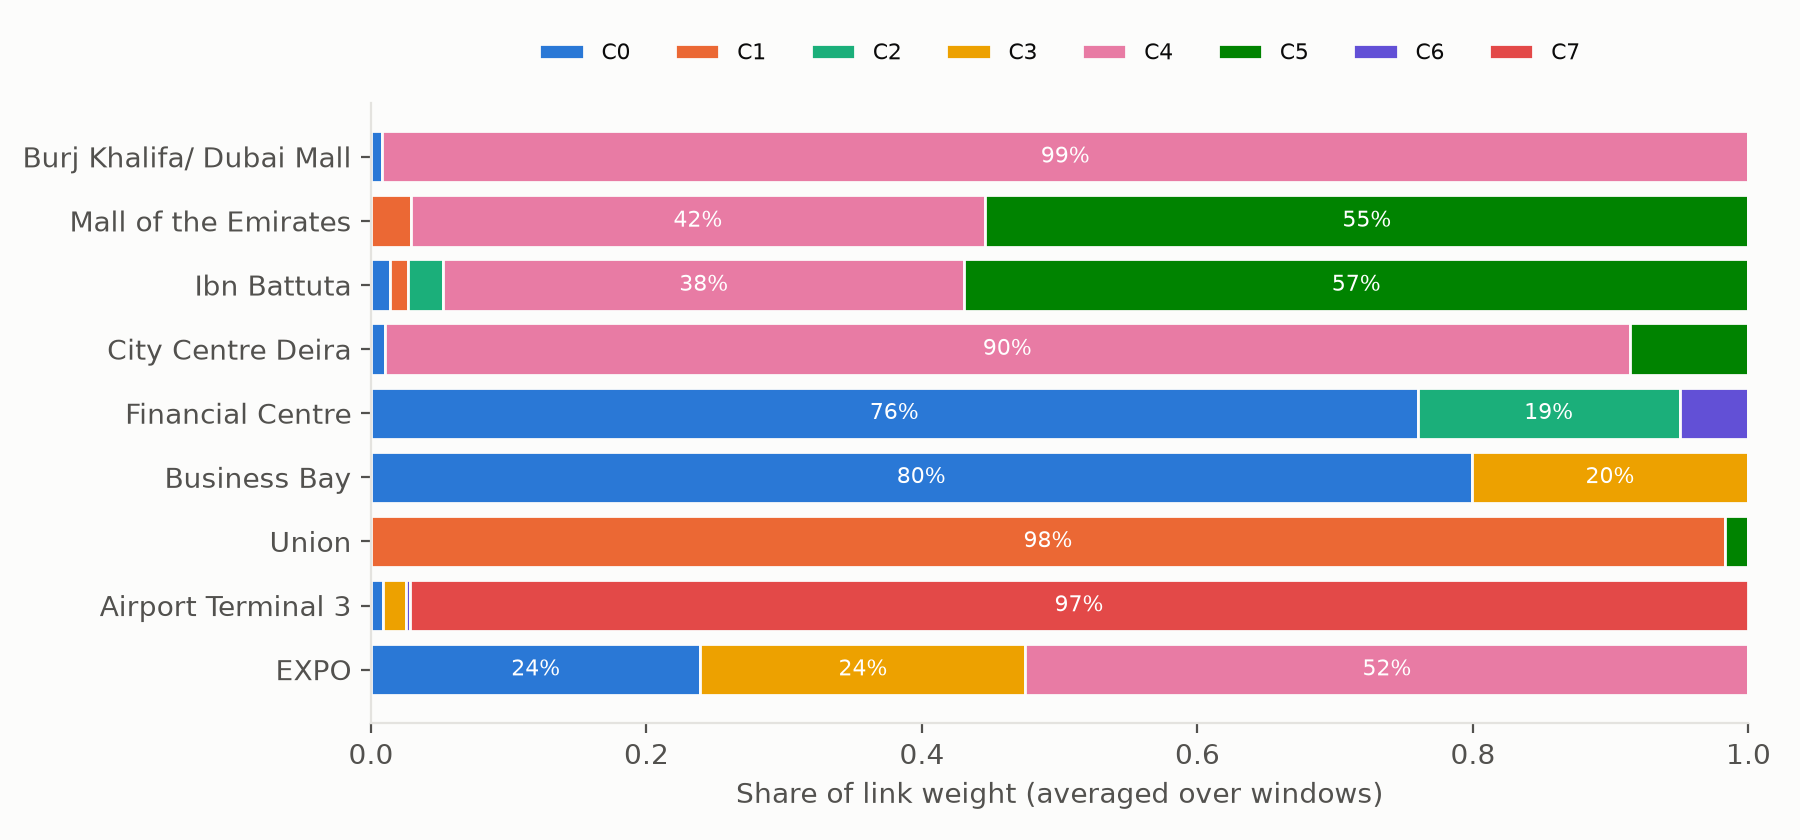 C0 C1 C2 C3 C4 C5 C6 C7
Burj Khalifa/ Dubai Mall 99%
Mall of the Emirates 42% 55%
Ibn Battuta 38% 57%
City Centre Deira 90%
Financial Centre 76% 19%
Business Bay 80% 20%
Union 98%
Airport Terminal 3 97%
EXPO 24% 24% 52%
0.0 0.2 0.4 0.6 0.8 1.0
Share of link weight (averaged over windows)